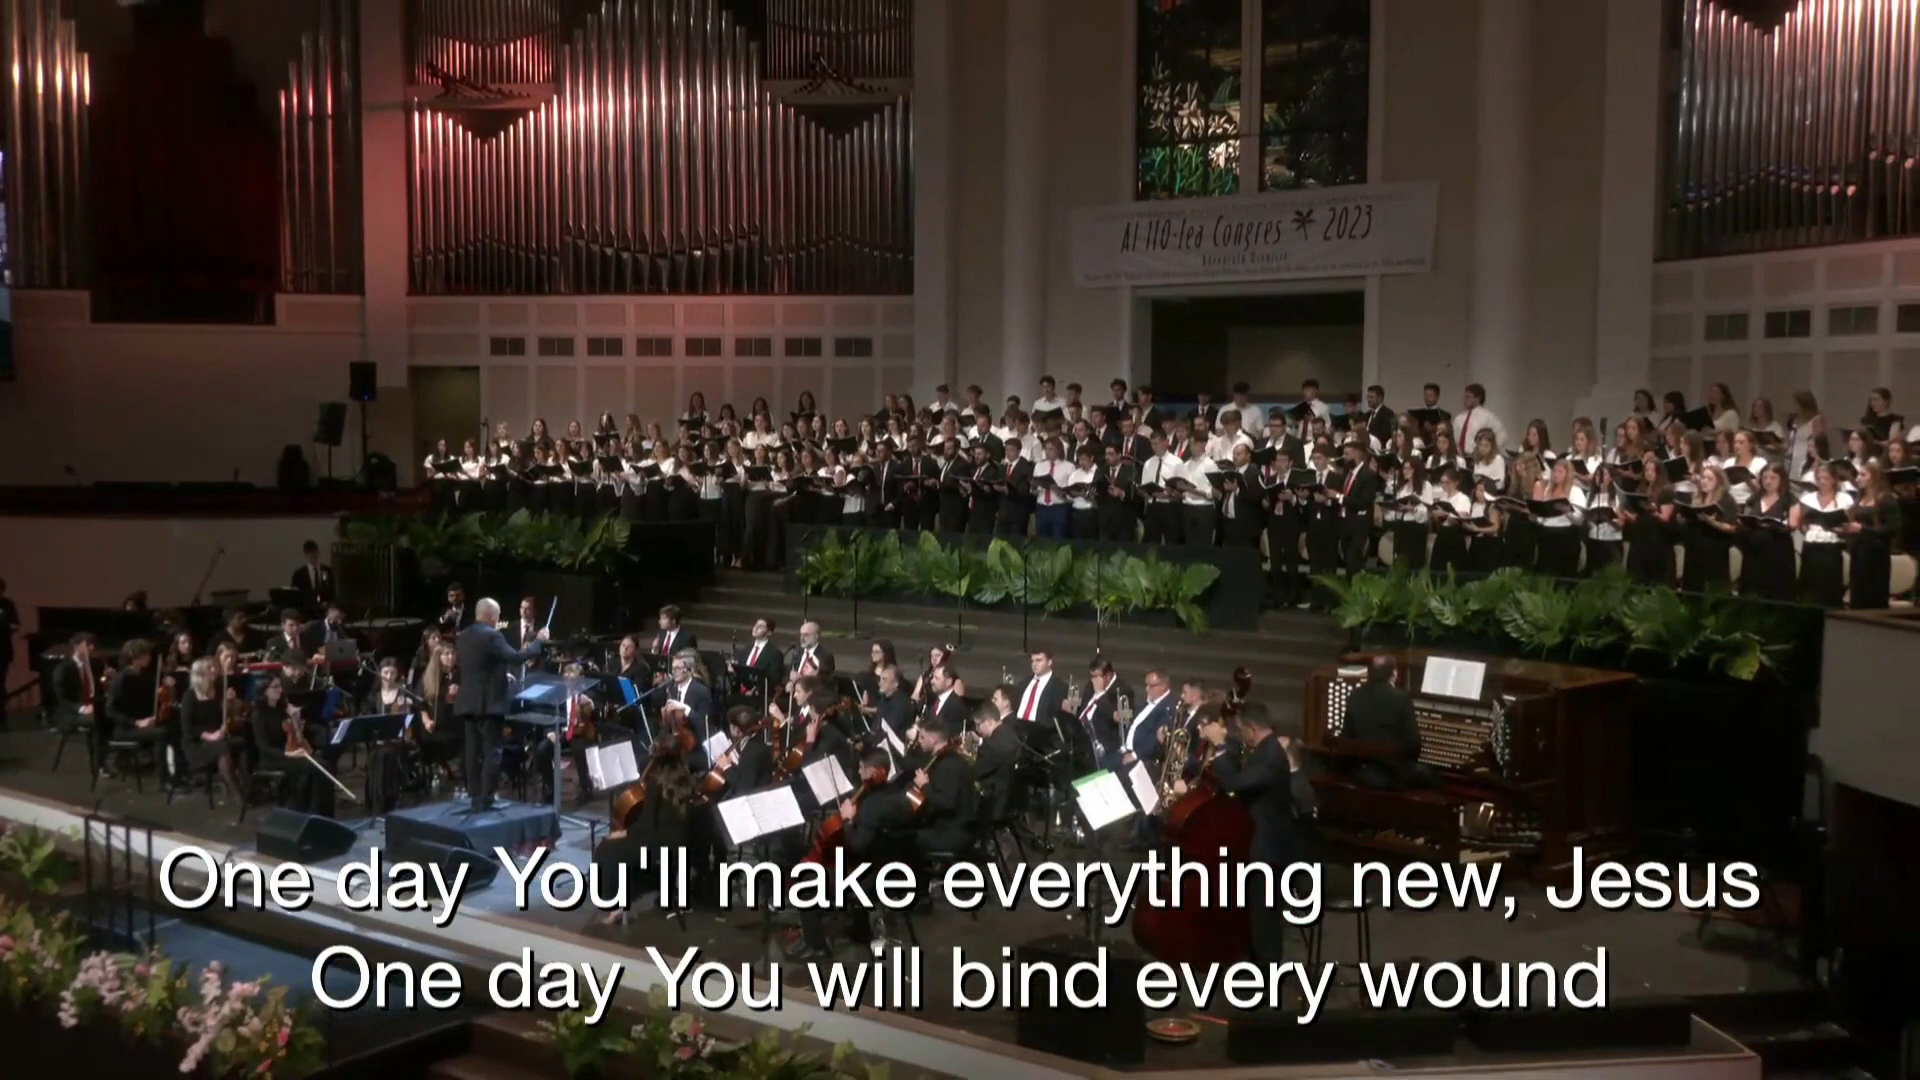 Al 110-lea Congres * 2023
One day You'll make everything new, Jesus
One day You will bind every wound